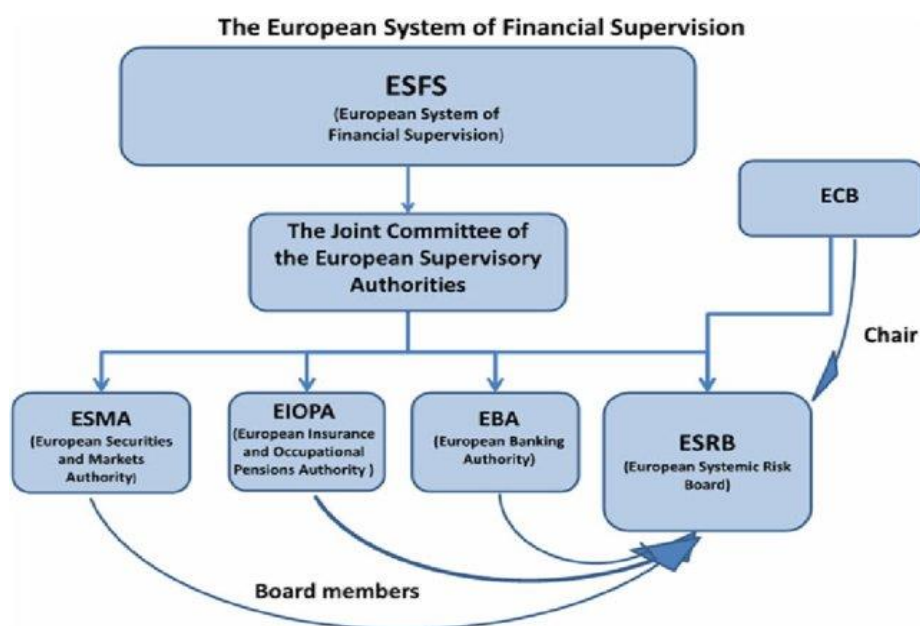 The European System of Financial Supervision
ESFS
(European System of
Financial Supervision)
ECB
The Joint Committee of
the European Supervisory
Authorities
Chair
ESMA
(European Securities
and Markets
Authority)
EIOPA
(European Insurance
and Occupational
Pensions Authority )
EBA
(European Banking
Authority)
ESRB
(European Systemic Risk
Board)
Board members